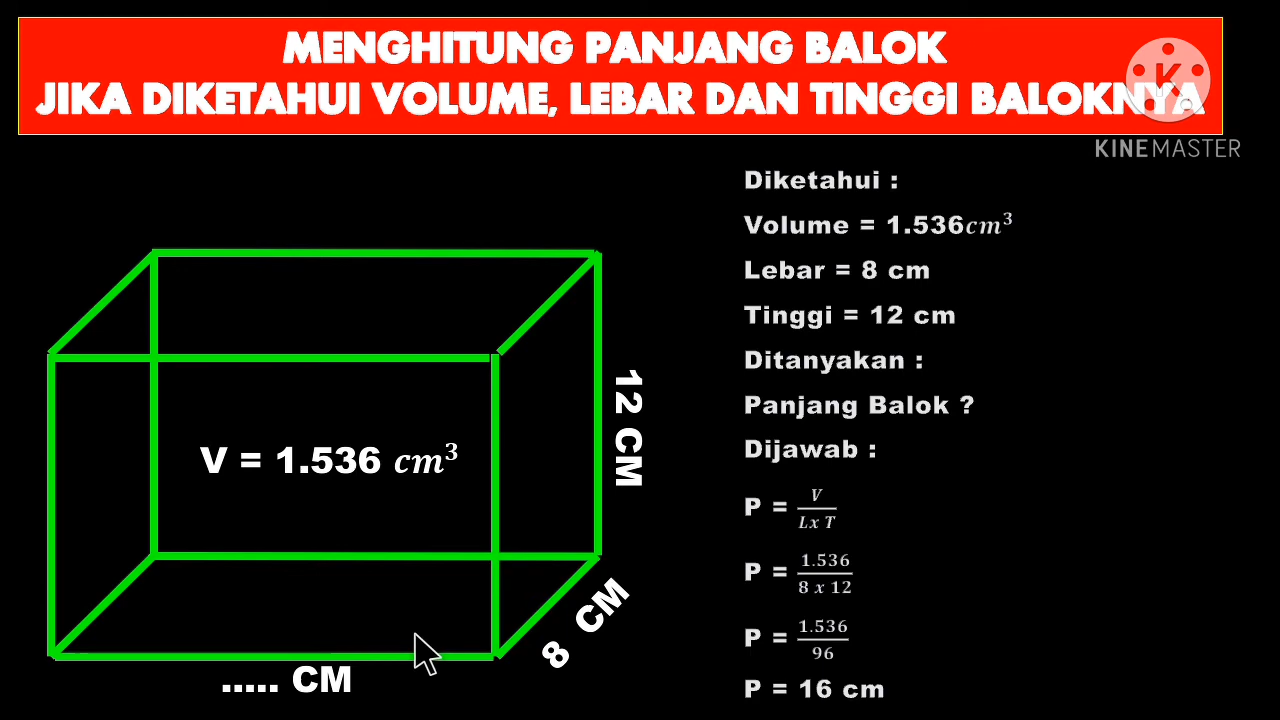 MENGHITUNG PANJANG BALOK
JIKA DIKETAHUI VOLUME, LEBAR DAN TINGGI BALOKNYA
K
KINEMASTER
V = 1.536 cm³
12 CM
8 CM
..... CM
Diketahui :
Volume = 1.536cm³
Lebar = 8 cm
Tinggi = 12 cm
Ditanyakan :
Panjang Balok ?
Dijawab :
P = V / Lx T
P = 1.536 / 8 x 12
P = 1.536 / 96
P = 16 cm